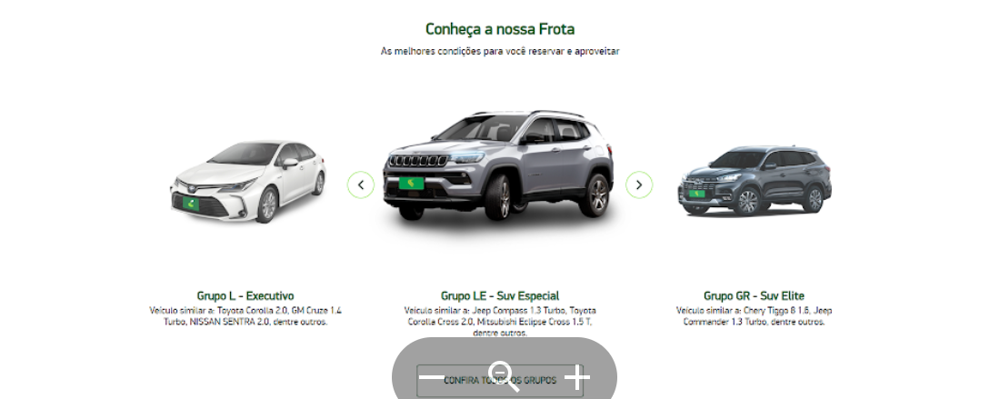 Conheça a nossa Frota
As melhores condições para você reservar e aproveitar
Grupo L - Executivo
Veículo similar a: Toyota Corolla 2.0, GM Cruze 1.4
Turbo, NISSAN SENTRA 2.0, dentre outros.
Grupo LE - Suv Especial
Veículo similar a: Jeep Compass 1.3 Turbo, Toyota
Corolla Cross 2.0, Mitsubishi Eclipse Cross 1.5 T,
dentre outros.
Grupo GR - Suv Elite
Veículo similar a: Chery Tiggo 8 1.6, Jeep
Commander 1.3 Turbo, dentre outros.
CONFIRA TODOS OS GRUPOS